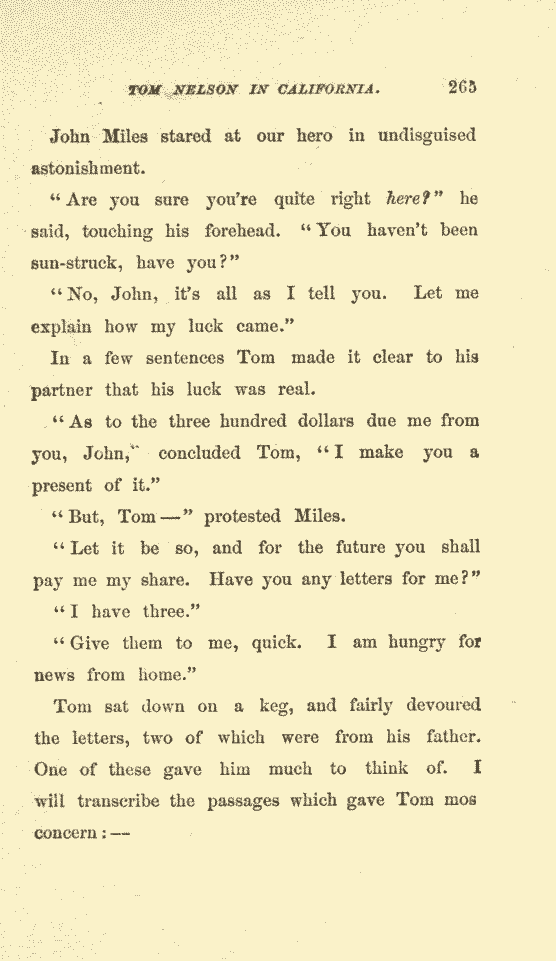 TOM NELSON IN CALIFORNIA. 265
John Miles stared at our hero in undisguised
astonishment.
"Are you sure you're quite right here?" he
said, touching his forehead. "You haven't been
sun-struck, have you?"
"No, John, it's all as I tell you. Let me
explain how my luck came."
In a few sentences Tom made it clear to his
partner that his luck was real.
"As to the three hundred dollars due me from
you, John," concluded Tom, "I make you a
present of it."
"But, Tom—" protested Miles.
"Let it be so, and for the future you shall
pay me my share. Have you any letters for me?"
"I have three."
"Give them to me, quick. I am hungry for
news from home."
Tom sat down on a keg, and fairly devoured
the letters, two of which were from his father.
One of these gave him much to think of. I
will transcribe the passages which gave Tom mos
concern:—